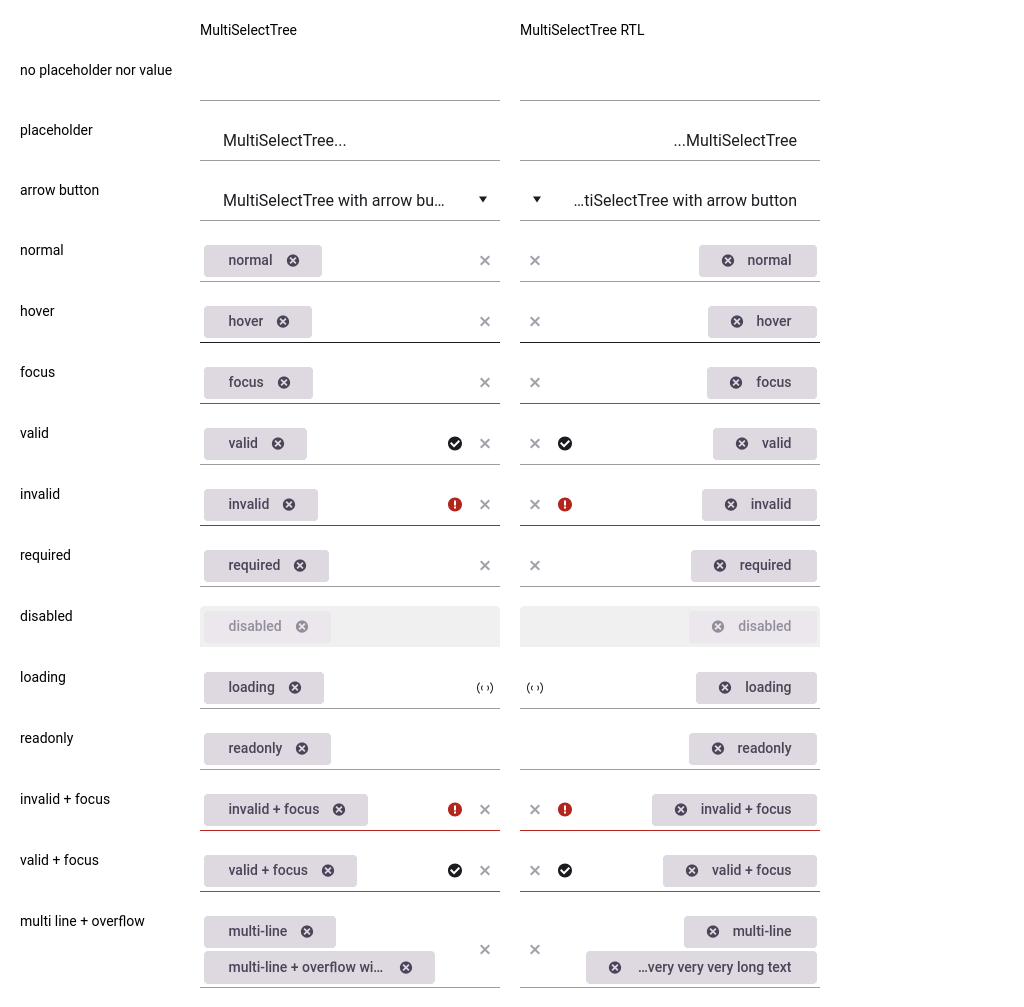 MultiSelectTree MultiSelectTree RTL
no placeholder nor value
placeholder MultiSelectTree... ...MultiSelectTree
arrow button MultiSelectTree with arrow bu… …tiSelectTree with arrow button
normal normal normal
hover hover hover
focus focus focus
valid valid valid
invalid invalid invalid
required required required
disabled disabled disabled
loading loading loading
readonly readonly readonly
invalid + focus invalid + focus invalid + focus
valid + focus valid + focus valid + focus
multi line + overflow multi-line multi-line
multi-line + overflow wi… …very very very long text